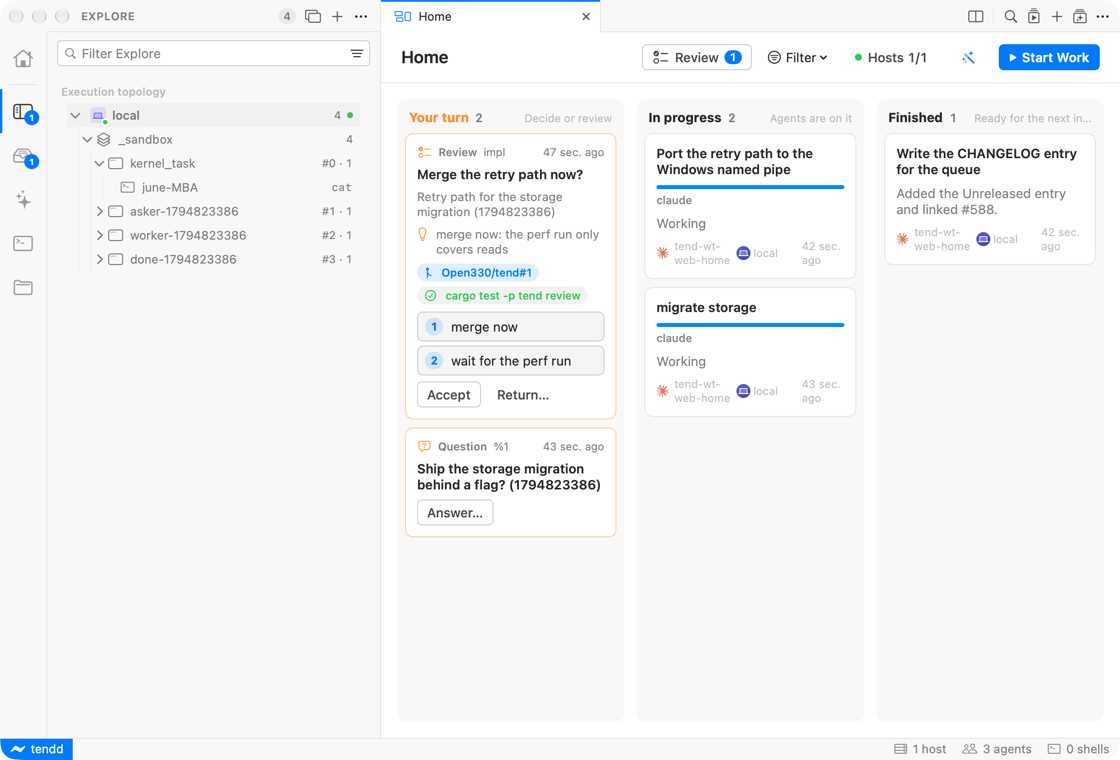 EXPLORE
4
Home
Filter Explore
Execution topology
local
4
_sandbox
4
kernel_task
#0 · 1
june-MBA
cat
asker-1794823386
#1 · 1
worker-1794823386
#2 · 1
done-1794823386
#3 · 1
1
1
Home
Review 1
Filter
Hosts 1/1
Start Work
Your turn 2
Decide or review
Review impl
47 sec. ago
Merge the retry path now?
Retry path for the storage
migration (1794823386)
merge now: the perf run only
covers reads
Open330/tend#1
cargo test -p tend review
1 merge now
2 wait for the perf run
Accept
Return...
Question %1
43 sec. ago
Ship the storage migration
behind a flag? (1794823386)
Answer...
In progress 2
Agents are on it
Port the retry path to the
Windows named pipe
claude
Working
tend-wt-
web-home
local
42 sec.
ago
migrate storage
claude
Working
tend-wt-
web-home
local
43 sec.
ago
Finished 1
Ready for the next in...
Write the CHANGELOG entry
for the queue
Added the Unreleased entry
and linked #588.
tend-wt-
web-home
local
42 sec.
ago
tendd
1 host
3 agents
0 shells